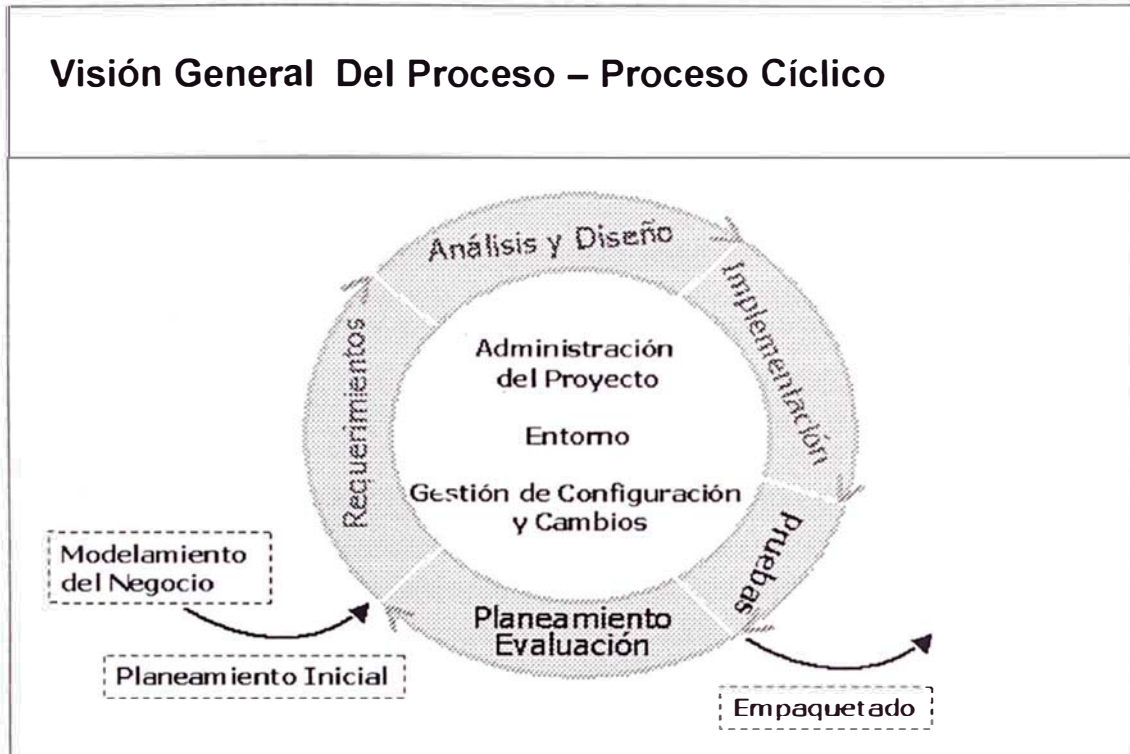 Visión General Del Proceso – Proceso Cíclico
Análisis y Diseño
Implementación
Requerimientos
Administración
del Proyecto
Entorno
Gestión de Configuración
y Cambios
Pruebas
Modelamiento
del Negocio
Planeamiento
Evaluación
Planeamiento Inicial
Empaquetado